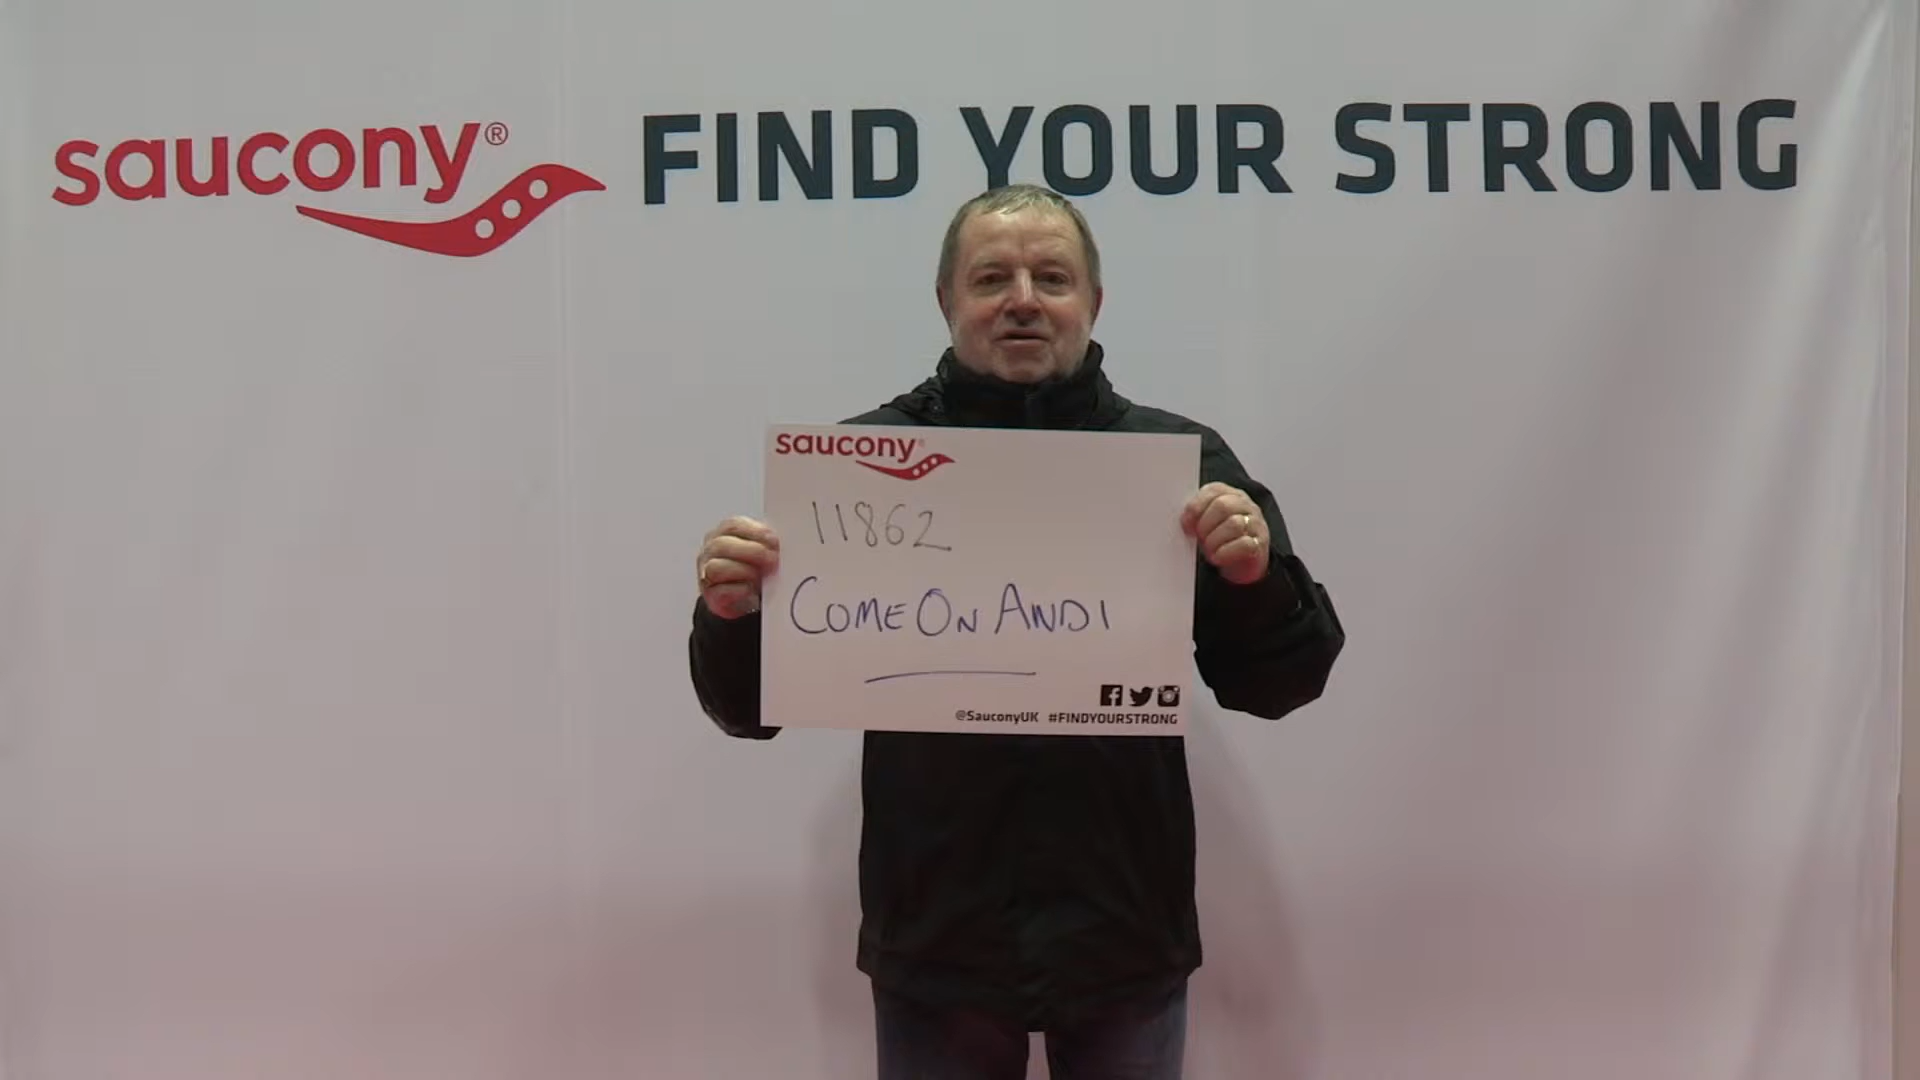 saucony® FIND YOUR STRONG
saucony®
11862
COME ON ANDI
@SauconyUK #FINDYOURSTRONG